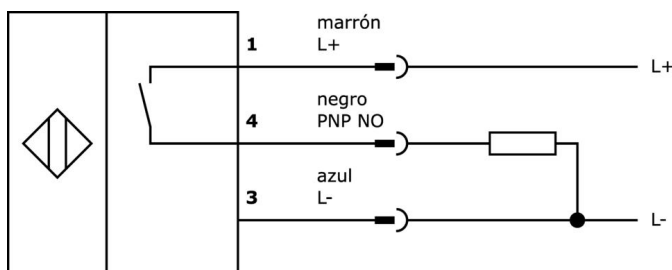 marrón
1 L+
L+
negro
4 PNP NO
azul
3 L-
L-